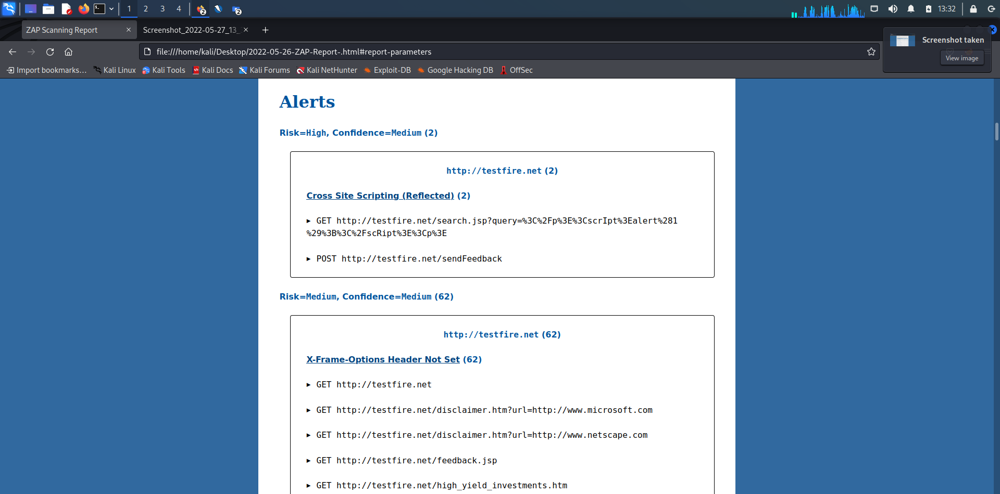 1 2 3 4 2 2 13:32
ZAP Scanning Report × Screenshot_2022-05-27_13_ × +
Screenshot taken
View image
file:///home/kali/Desktop/2022-05-26-ZAP-Report-.html#report-parameters
Import bookmarks… Kali Linux Kali Tools Kali Docs Kali Forums Kali NetHunter Exploit-DB Google Hacking DB OffSec
Alerts
Risk=High, Confidence=Medium (2)
http://testfire.net (2)
Cross Site Scripting (Reflected) (2)
▸ GET http://testfire.net/search.jsp?query=%3C%2Fp%3E%3CscrIpt%3Ealert%281
%29%3B%3C%2FscRipt%3E%3Cp%3E
▸ POST http://testfire.net/sendFeedback
Risk=Medium, Confidence=Medium (62)
http://testfire.net (62)
X-Frame-Options Header Not Set (62)
▸ GET http://testfire.net
▸ GET http://testfire.net/disclaimer.htm?url=http://www.microsoft.com
▸ GET http://testfire.net/disclaimer.htm?url=http://www.netscape.com
▸ GET http://testfire.net/feedback.jsp
▸ GET http://testfire.net/high_yield_investments.htm